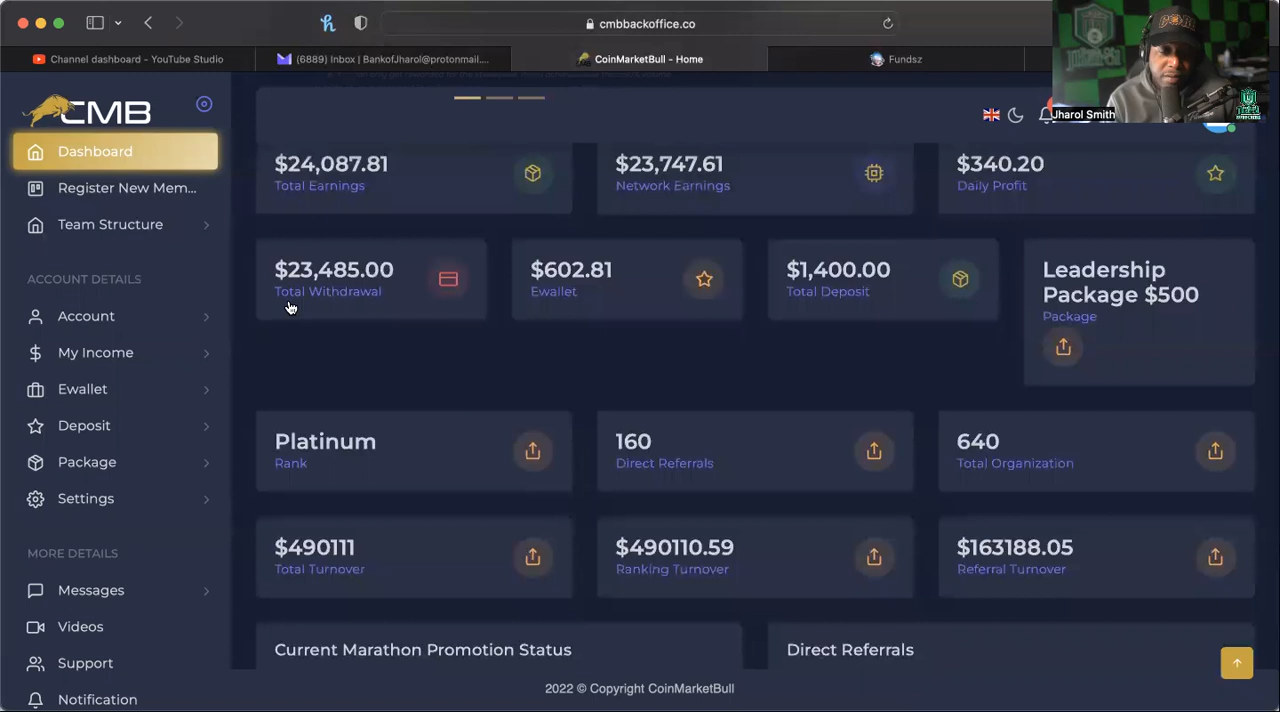 cmbbackoffice.co
Channel dashboard - YouTube Studio
(6889) Inbox | BankofJharol@protonmail....
CoinMarketBull - Home
Fundsz
Jharol Smith
CMB
Dashboard
Register New Mem...
Team Structure
ACCOUNT DETAILS
Account
My Income
Ewallet
Deposit
Package
Settings
MORE DETAILS
Messages
Videos
Support
Notification
$24,087.81
Total Earnings
$23,747.61
Network Earnings
$340.20
Daily Profit
$23,485.00
Total Withdrawal
$602.81
Ewallet
$1,400.00
Total Deposit
Leadership
Package $500
Package
Platinum
Rank
160
Direct Referrals
640
Total Organization
$490111
Total Turnover
$490110.59
Ranking Turnover
$163188.05
Referral Turnover
Current Marathon Promotion Status
Direct Referrals
2022 © Copyright CoinMarketBull